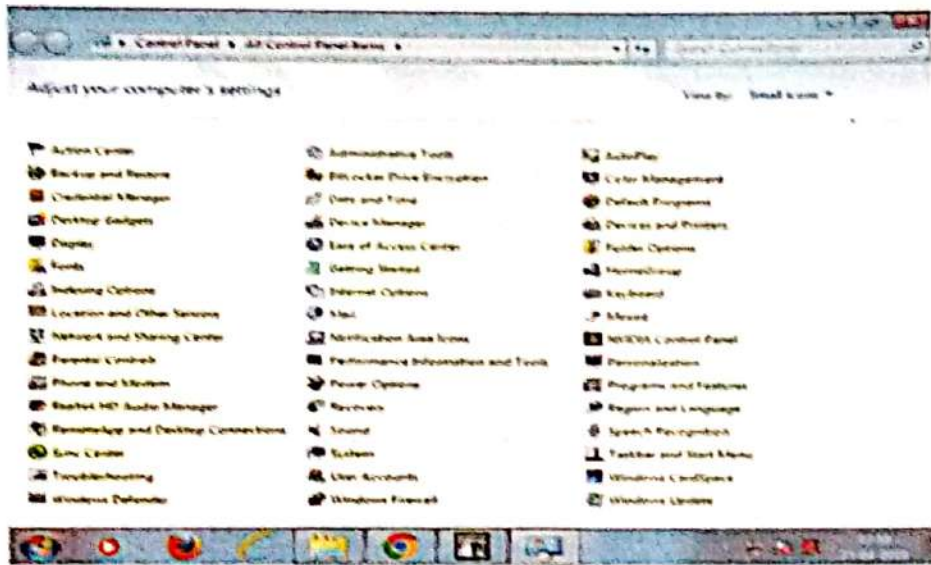 Control Panel ▸ All Control Panel Items ▸
Search Control Panel
Adjust your computer's settings
View by: Small icons
Action Center
Administrative Tools
AutoPlay
Backup and Restore
BitLocker Drive Encryption
Color Management
Credential Manager
Date and Time
Default Programs
Desktop Gadgets
Device Manager
Devices and Printers
Display
Ease of Access Center
Folder Options
Fonts
Getting Started
HomeGroup
Indexing Options
Internet Options
Keyboard
Location and Other Sensors
Mail
Mouse
Network and Sharing Center
Notification Area Icons
NVIDIA Control Panel
Parental Controls
Performance Information and Tools
Personalization
Phone and Modem
Power Options
Programs and Features
Realtek HD Audio Manager
Recovery
Region and Language
RemoteApp and Desktop Connections
Sound
Speech Recognition
Sync Center
System
Taskbar and Start Menu
Troubleshooting
User Accounts
Windows CardSpace
Windows Defender
Windows Firewall
Windows Update